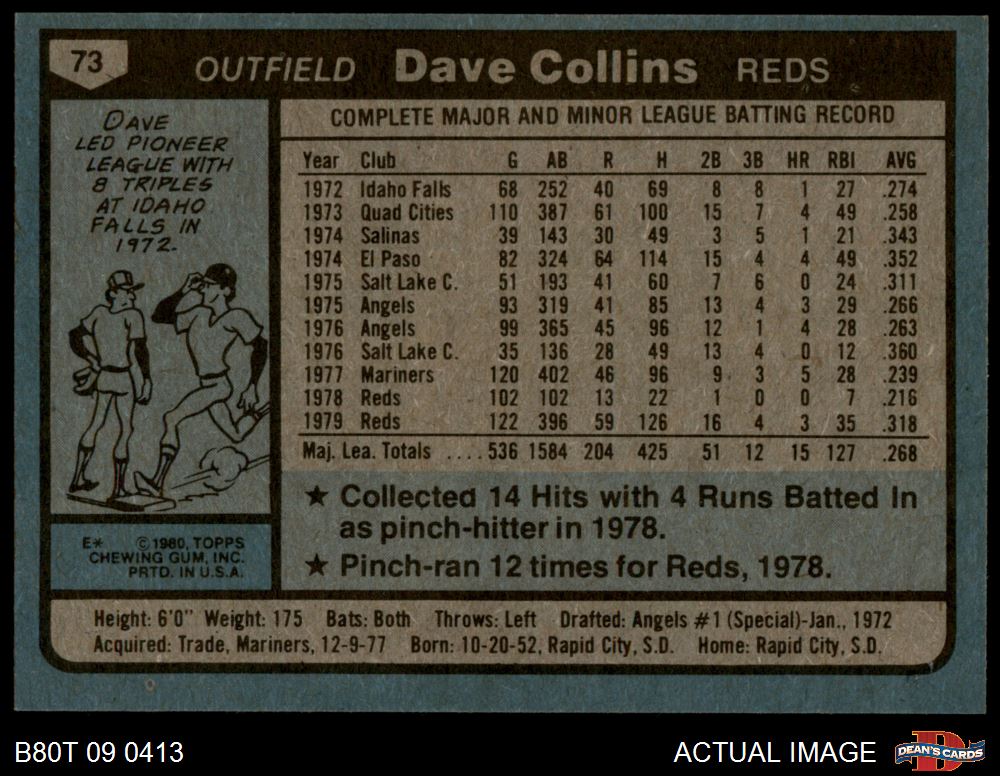 73 OUTFIELD Dave Collins REDS
DAVE
LED PIONEER
LEAGUE WITH
8 TRIPLES
AT IDAHO
FALLS IN
1972.
COMPLETE MAJOR AND MINOR LEAGUE BATTING RECORD
Year Club G AB R H 2B 3B HR RBI AVG
1972 Idaho Falls 68 252 40 69 8 8 1 27 .274
1973 Quad Cities 110 387 61 100 15 7 4 49 .258
1974 Salinas 39 143 30 49 3 5 1 21 .343
1974 El Paso 82 324 64 114 15 4 4 49 .352
1975 Salt Lake C. 51 193 41 60 7 6 0 24 .311
1975 Angels 93 319 41 85 13 4 3 29 .266
1976 Angels 99 365 45 96 12 1 4 28 .263
1976 Salt Lake C. 35 136 28 49 13 4 0 12 .360
1977 Mariners 120 402 46 96 9 3 5 28 .239
1978 Reds 102 102 13 22 1 0 0 7 .216
1979 Reds 122 396 59 126 16 4 3 35 .318
Maj. Lea. Totals .... 536 1584 204 425 51 12 15 127 .268
★ Collected 14 Hits with 4 Runs Batted In
as pinch-hitter in 1978.
★ Pinch-ran 12 times for Reds, 1978.
E* © 1980, TOPPS
CHEWING GUM, INC.
PRTD. IN U.S.A.
Height: 6'0" Weight: 175 Bats: Both Throws: Left Drafted: Angels #1 (Special)-Jan., 1972
Acquired: Trade, Mariners, 12-9-77 Born: 10-20-52, Rapid City, S.D. Home: Rapid City, S.D.
B80T 09 0413 ACTUAL IMAGE DEAN'S CARDS